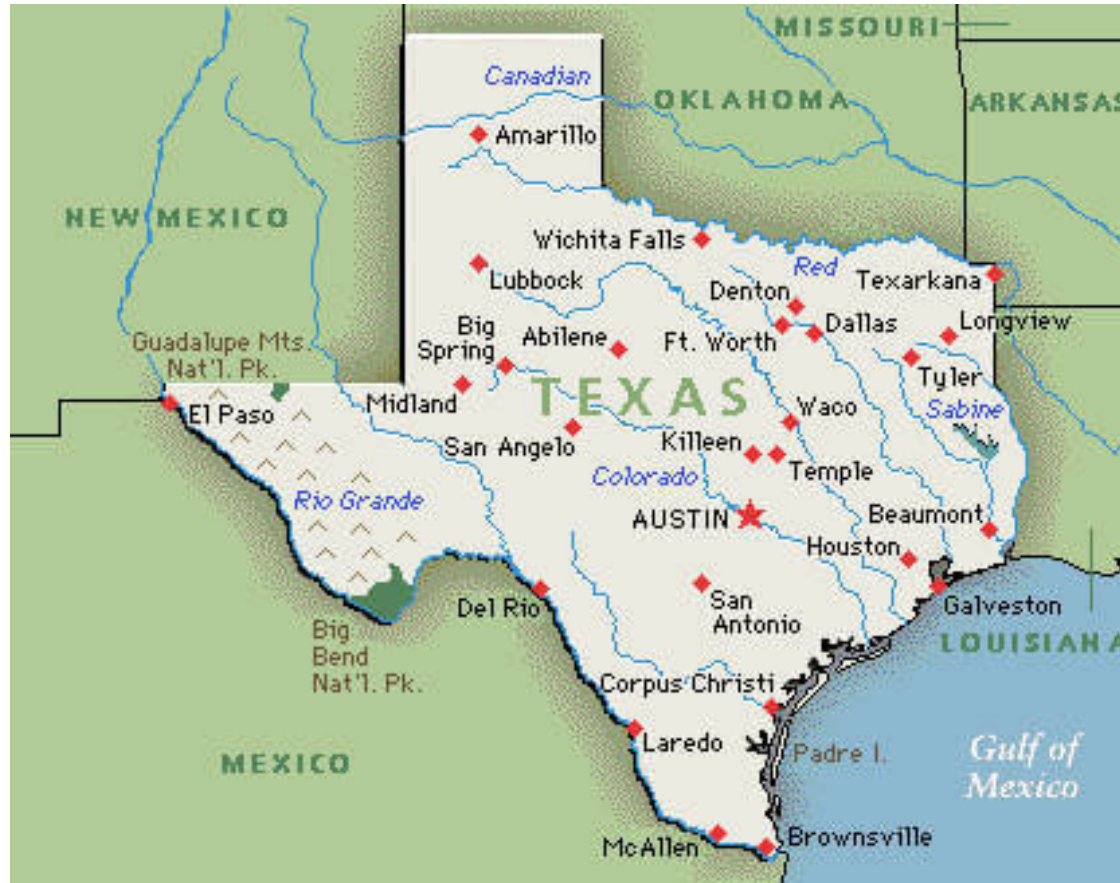 MISSOURI
Canadian
OKLAHOMA
ARKANSAS
Amarillo
NEW MEXICO
Wichita Falls
Red
Texarkana
Lubbock
Denton
Big
Spring
Abilene
Ft. Worth
Dallas
Longview
Guadalupe Mts.
Nat'l. Pk.
TEXAS
Tyler
Midland
El Paso
Waco
Sabine
San Angelo
Killeen
Temple
Rio Grande
Colorado
AUSTIN
Beaumont
Houston
Del Rio
San
Antonio
Galveston
Big
Bend
Nat'l. Pk.
LOUISIANA
Corpus Christi
Laredo
Padre I.
Gulf of
Mexico
MEXICO
McAllen
Brownsville